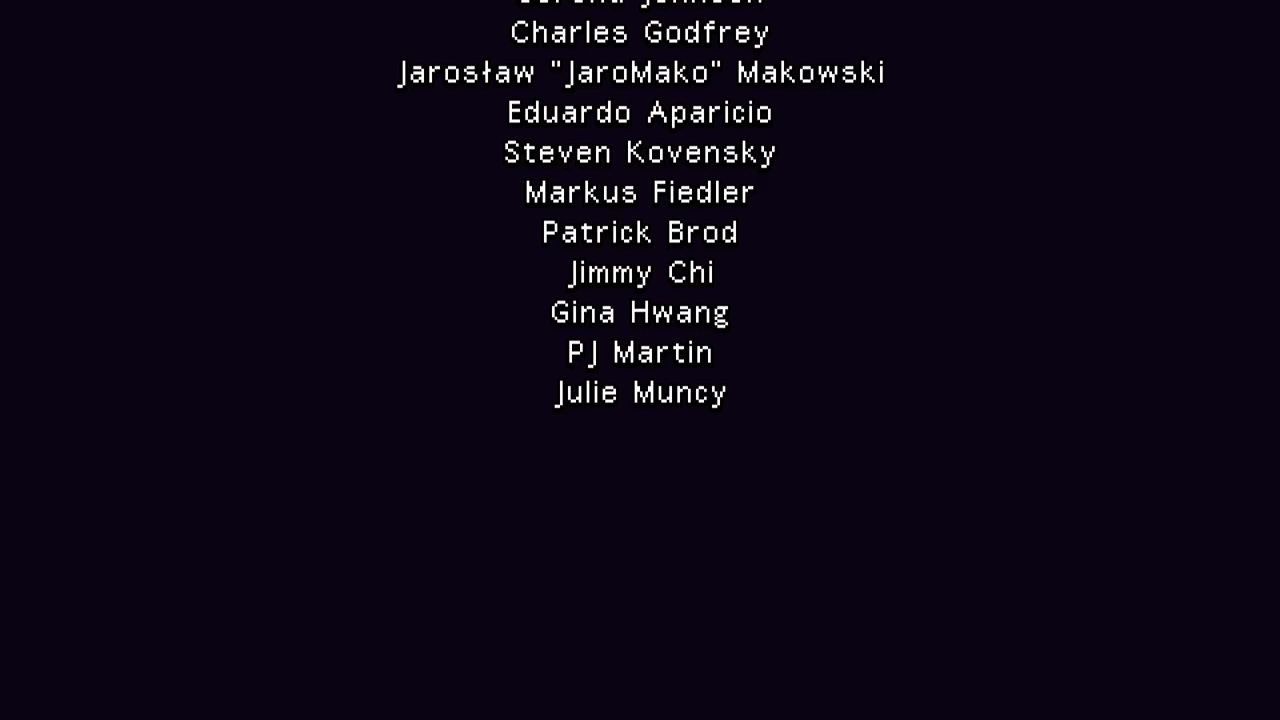 Charles Godfrey
Jarosław "JaroMako" Makowski
Eduardo Aparicio
Steven Kovensky
Markus Fiedler
Patrick Brod
Jimmy Chi
Gina Hwang
PJ Martin
Julie Muncy